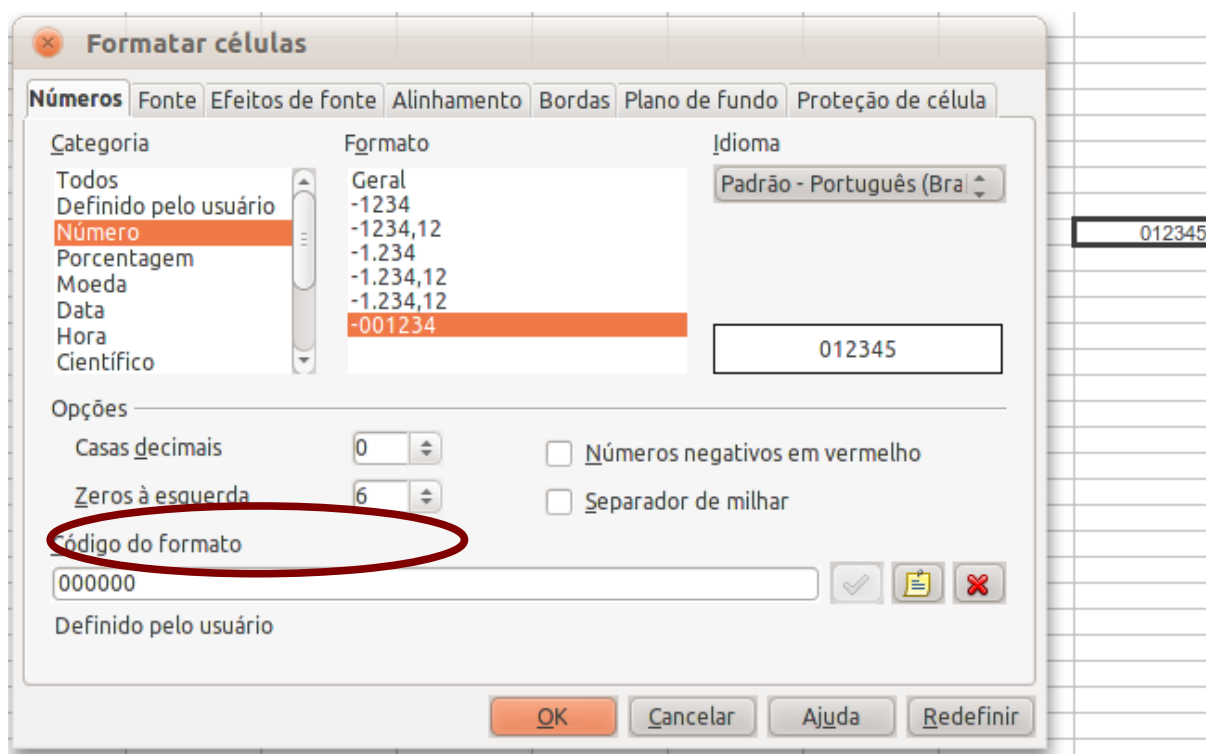 Formatar células
Números Fonte Efeitos de fonte Alinhamento Bordas Plano de fundo Proteção de célula
Categoria
Todos
Definido pelo usuário
Número
Porcentagem
Moeda
Data
Hora
Científico
Formato
Geral
-1234
-1234,12
-1.234
-1.234,12
-1.234,12
-001234
Idioma
Padrão - Português (Bra
012345
012345
Opções
Casas decimais 0
Números negativos em vermelho
Zeros à esquerda 6
Separador de milhar
Código do formato
000000
Definido pelo usuário
OK Cancelar Ajuda Redefinir